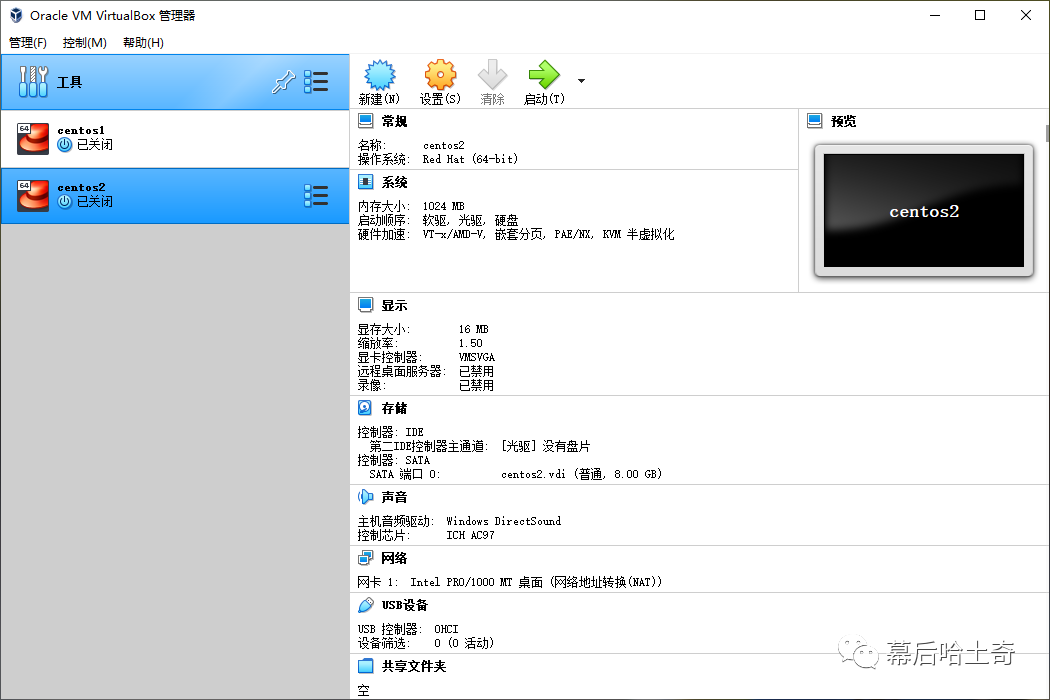 Oracle VM VirtualBox 管理器
管理(F) 控制(M) 帮助(H)
工具
新建(N) 设置(S) 清除 启动(T)
64
centos1
已关闭
64
centos2
已关闭
常规
名称: centos2
操作系统: Red Hat (64-bit)
系统
内存大小: 1024 MB
启动顺序: 软驱, 光驱, 硬盘
硬件加速: VT-x/AMD-V, 嵌套分页, PAE/NX, KVM 半虚拟化
预览
centos2
显示
显存大小: 16 MB
缩放率: 1.50
显卡控制器: VMSVGA
远程桌面服务器: 已禁用
录像: 已禁用
存储
控制器: IDE
第二IDE控制器主通道: [光驱] 没有盘片
控制器: SATA
SATA 端口 0: centos2.vdi (普通, 8.00 GB)
声音
主机音频驱动: Windows DirectSound
控制芯片: ICH AC97
网络
网卡 1: Intel PRO/1000 MT 桌面 (网络地址转换(NAT))
USB设备
USB 控制器: OHCI
设备筛选: 0 (0 活动)
共享文件夹
空
幕后哈土奇